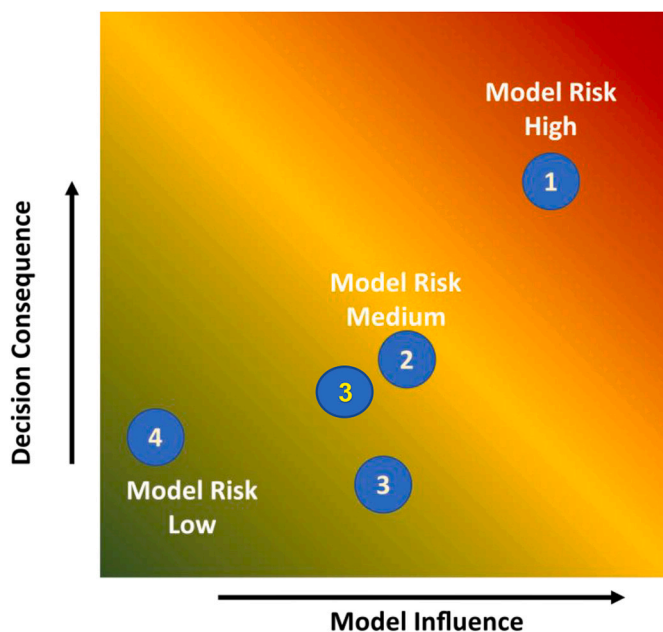 Model Risk
High
1
Model Risk
Medium
2
3
4
3
Model Risk
Low
Decision Consequence
Model Influence